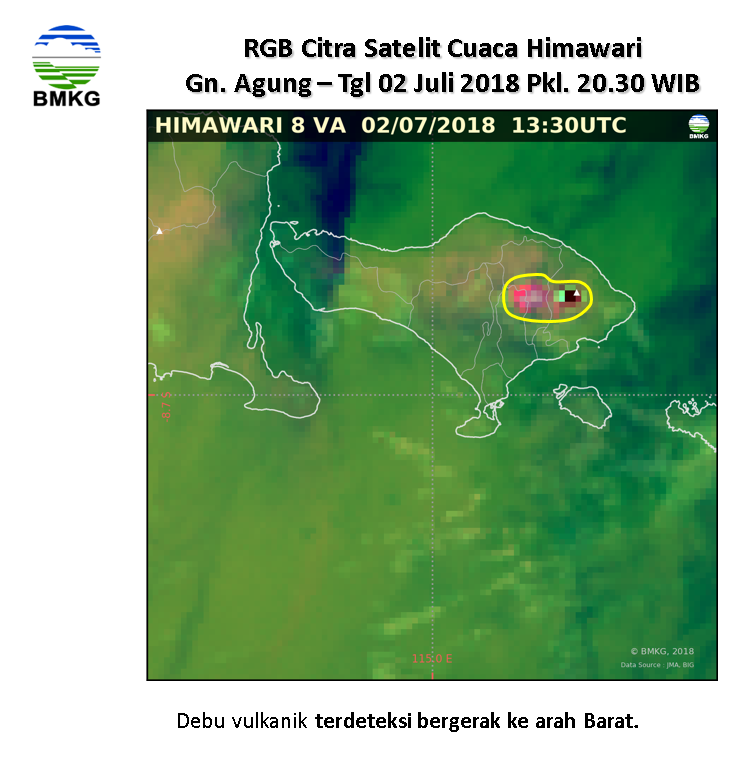 BMKG
RGB Citra Satelit Cuaca Himawari
Gn. Agung – Tgl 02 Juli 2018 Pkl. 20.30 WIB
HIMAWARI 8 VA 02/07/2018 13:30UTC
BMKG
8.7 S
115.0 E
© BMKG, 2018
Data Source : JMA, BIG
Debu vulkanik terdeteksi bergerak ke arah Barat.